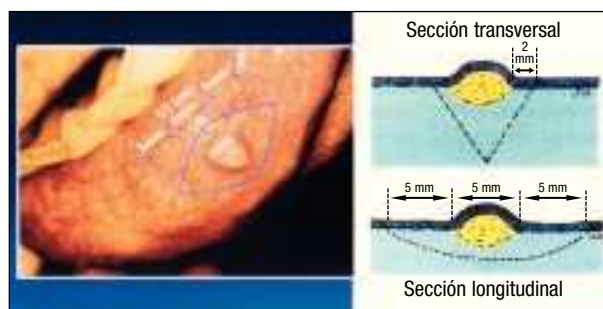 Sección transversal
2
mm
5 mm 5 mm 5 mm
Sección longitudinal